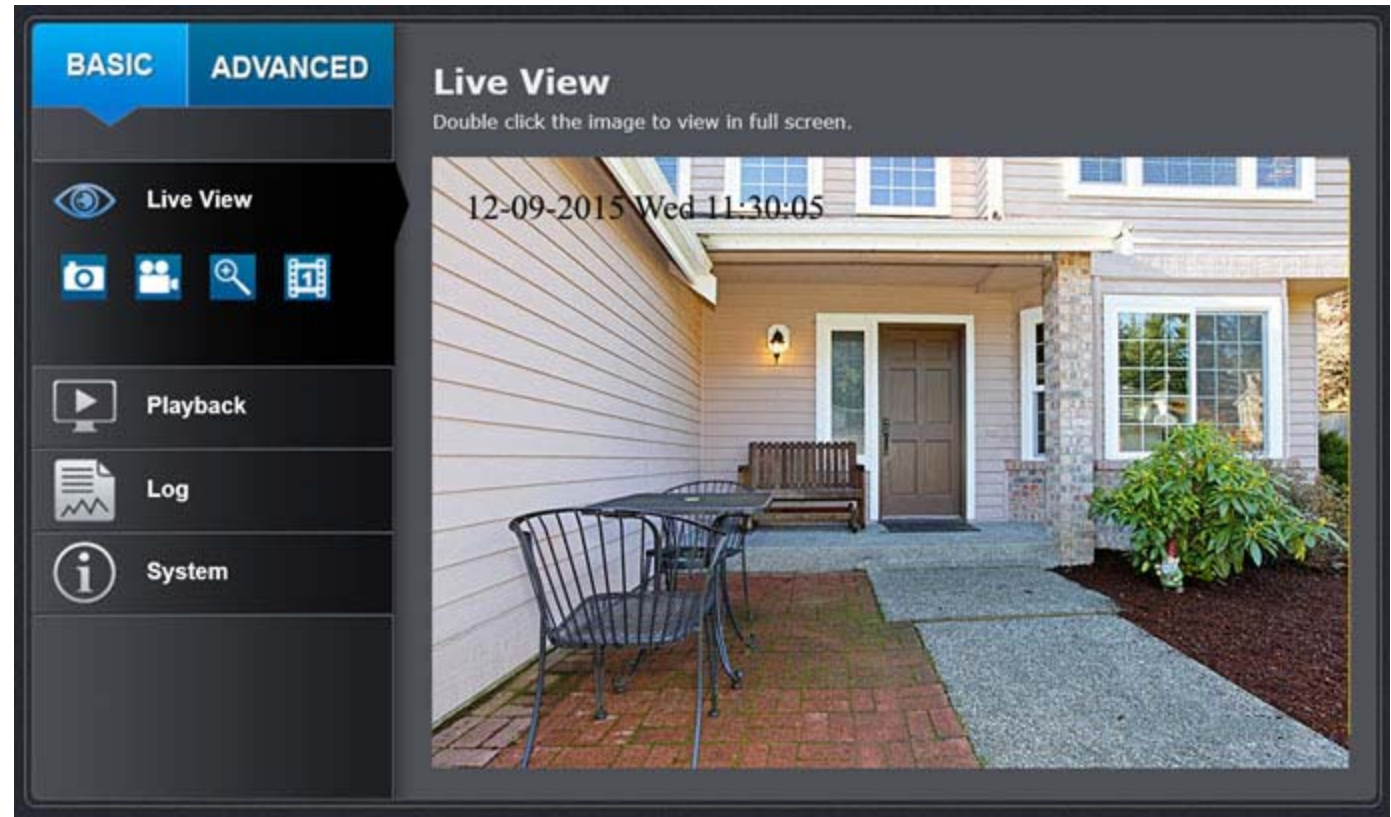 BASIC ADVANCED
Live View
Double click the image to view in full screen.
12-09-2015 Wed 11:30:05
Live View
1
Playback
Log
System